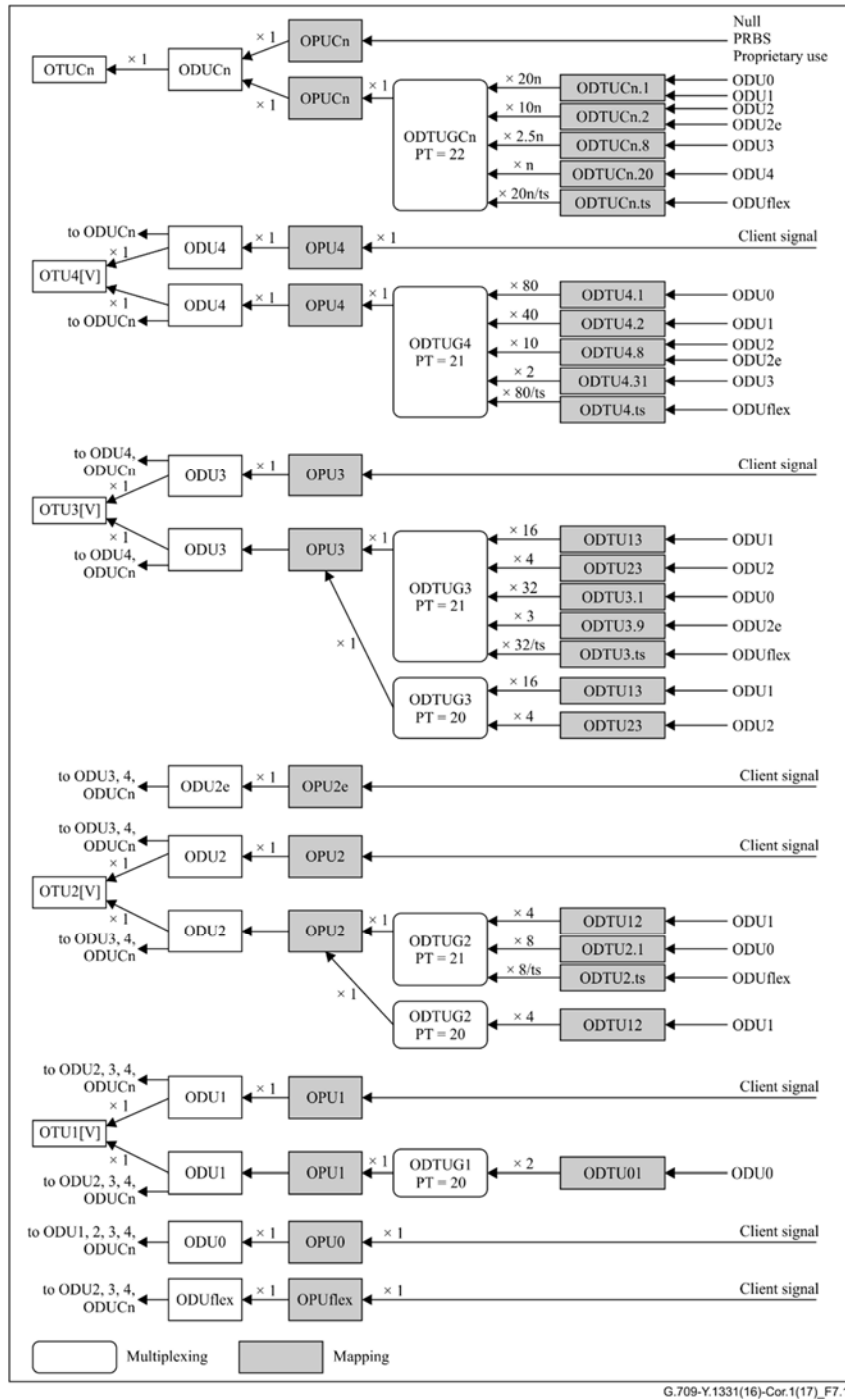 Null
× 1 OPUCn PRBS
× 1 Proprietary use
OTUCn ODUCn
× 1 OPUCn × 1 × 20n ODTUCn.1 ODU0
ODU1
× 10n ODTUCn.2 ODU2
ODU2e
ODTUGCn
PT = 22
× 2.5n ODTUCn.8 ODU3
× n ODTUCn.20 ODU4
× 20n/ts ODTUCn.ts ODUflex
to ODUCn
× 1 ODU4 × 1 OPU4 × 1 Client signal
OTU4[V]
× 1 ODU4 × 1 OPU4 × 1 × 80 ODTU4.1 ODU0
to ODUCn
× 40 ODTU4.2 ODU1
ODTUG4
PT = 21
× 10 ODTU4.8 ODU2
ODU2e
× 2 ODTU4.31 ODU3
× 80/ts ODTU4.ts ODUflex
to ODU4,
ODUCn
× 1 ODU3 × 1 OPU3 Client signal
OTU3[V]
× 1 ODU3 OPU3 × 1 × 16 ODTU13 ODU1
to ODU4,
ODUCn
× 4 ODTU23 ODU2
ODTUG3
PT = 21
× 32 ODTU3.1 ODU0
× 3 ODTU3.9 ODU2e
× 1 × 32/ts ODTU3.ts ODUflex
ODTUG3
PT = 20
× 16 ODTU13 ODU1
× 4 ODTU23 ODU2
to ODU3, 4,
ODUCn
ODU2e × 1 OPU2e Client signal
to ODU3, 4,
ODUCn
× 1 ODU2 × 1 OPU2 Client signal
OTU2[V]
× 1 ODU2 OPU2 × 1 × 4 ODTU12 ODU1
to ODU3, 4,
ODUCn
ODTUG2
PT = 21
× 8 ODTU2.1 ODU0
× 8/ts ODTU2.ts ODUflex
× 1 ODTUG2
PT = 20
× 4 ODTU12 ODU1
to ODU2, 3, 4,
ODUCn
× 1 ODU1 × 1 OPU1 Client signal
OTU1[V]
× 1 ODU1 OPU1 × 1 ODTUG1
PT = 20
× 2 ODTU01 ODU0
to ODU2, 3, 4,
ODUCn
to ODU1, 2, 3, 4,
ODUCn
ODU0 × 1 OPU0 × 1 Client signal
to ODU2, 3, 4,
ODUCn
ODUflex × 1 OPUflex × 1 Client signal
Multiplexing Mapping
G.709-Y.1331(16)-Cor.1(17)_F7.1